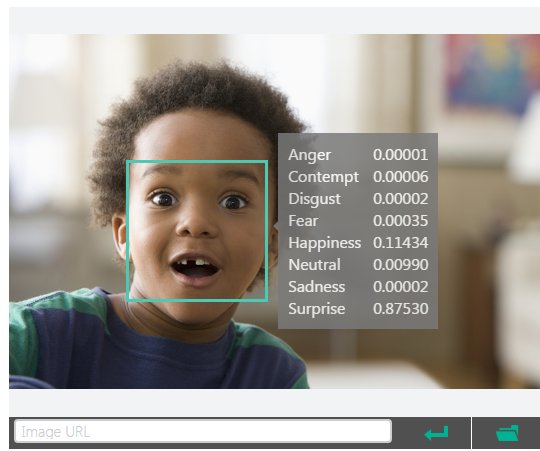 Anger 0.00001
Contempt 0.00006
Disgust 0.00002
Fear 0.00035
Happiness 0.11434
Neutral 0.00990
Sadness 0.00002
Surprise 0.87530
Image URL